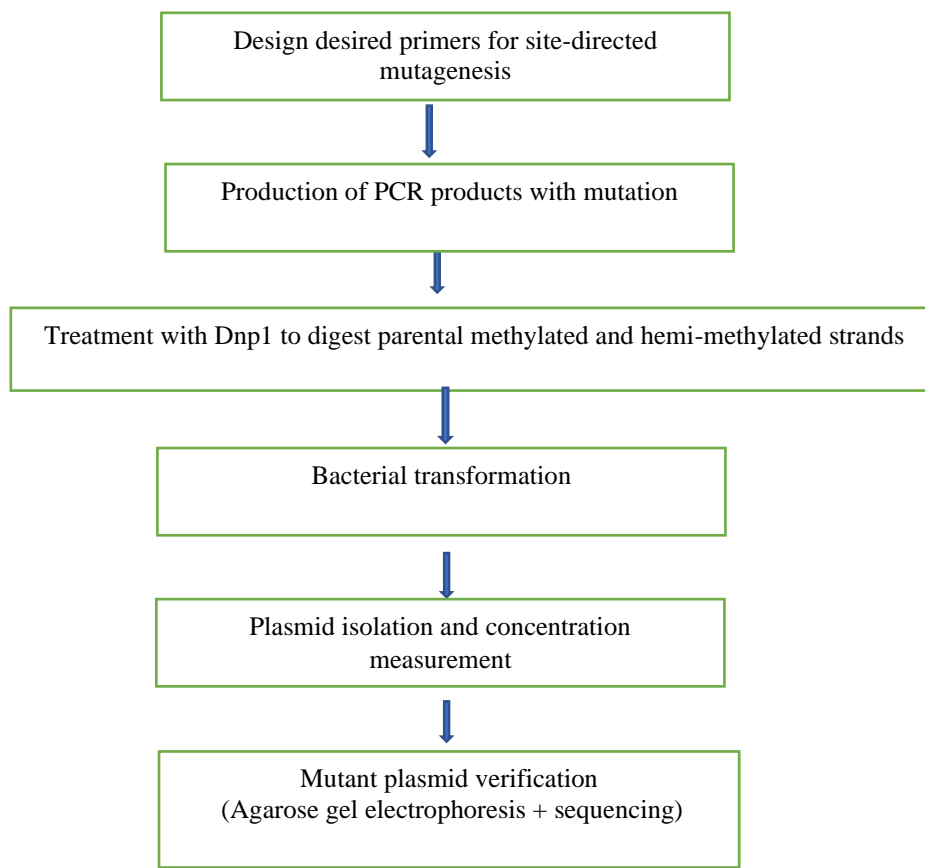 Design desired primers for site-directed
mutagenesis
Production of PCR products with mutation
Treatment with Dnp1 to digest parental methylated and hemi-methylated strands
Bacterial transformation
Plasmid isolation and concentration
measurement
Mutant plasmid verification
(Agarose gel electrophoresis + sequencing)